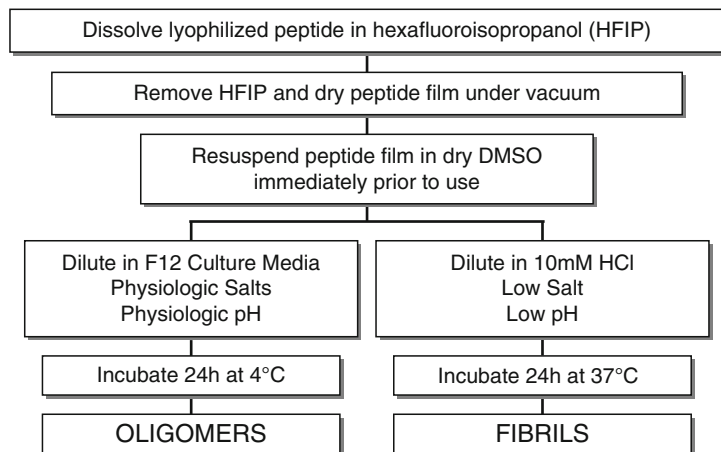 Dissolve lyophilized peptide in hexafluoroisopropanol (HFIP)
Remove HFIP and dry peptide film under vacuum
Resuspend peptide film in dry DMSO
immediately prior to use
Dilute in F12 Culture Media
Physiologic Salts
Physiologic pH
Incubate 24h at 4°C
OLIGOMERS
Dilute in 10mM HCl
Low Salt
Low pH
Incubate 24h at 37°C
FIBRILS